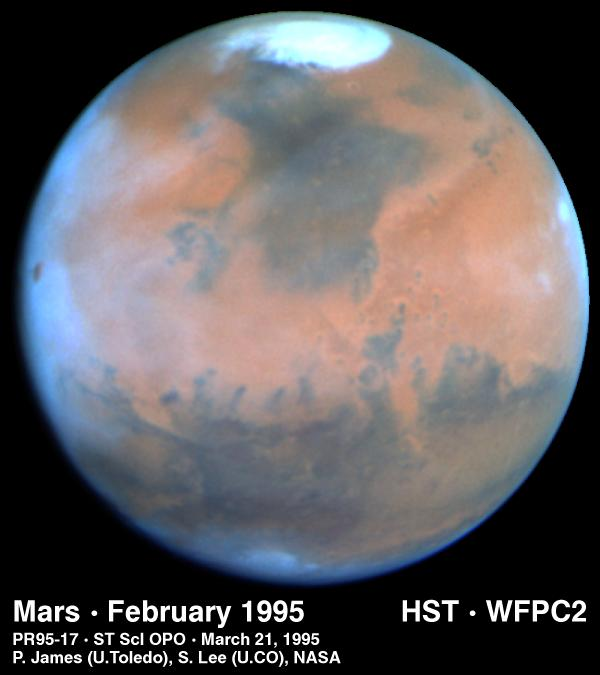 Mars · February 1995 HST · WFPC2
PR95-17 · ST ScI OPO · March 21, 1995
P. James (U.Toledo), S. Lee (U.CO), NASA